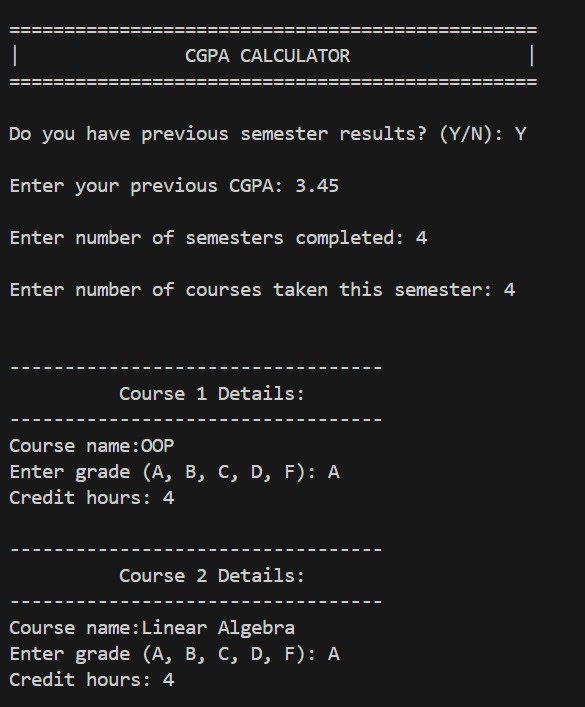 ================================================
|               CGPA CALCULATOR                |
================================================
Do you have previous semester results? (Y/N): Y
Enter your previous CGPA: 3.45
Enter number of semesters completed: 4
Enter number of courses taken this semester: 4
----------------------------------
          Course 1 Details:
----------------------------------
Course name:OOP
Enter grade (A, B, C, D, F): A
Credit hours: 4
----------------------------------
          Course 2 Details:
----------------------------------
Course name:Linear Algebra
Enter grade (A, B, C, D, F): A
Credit hours: 4